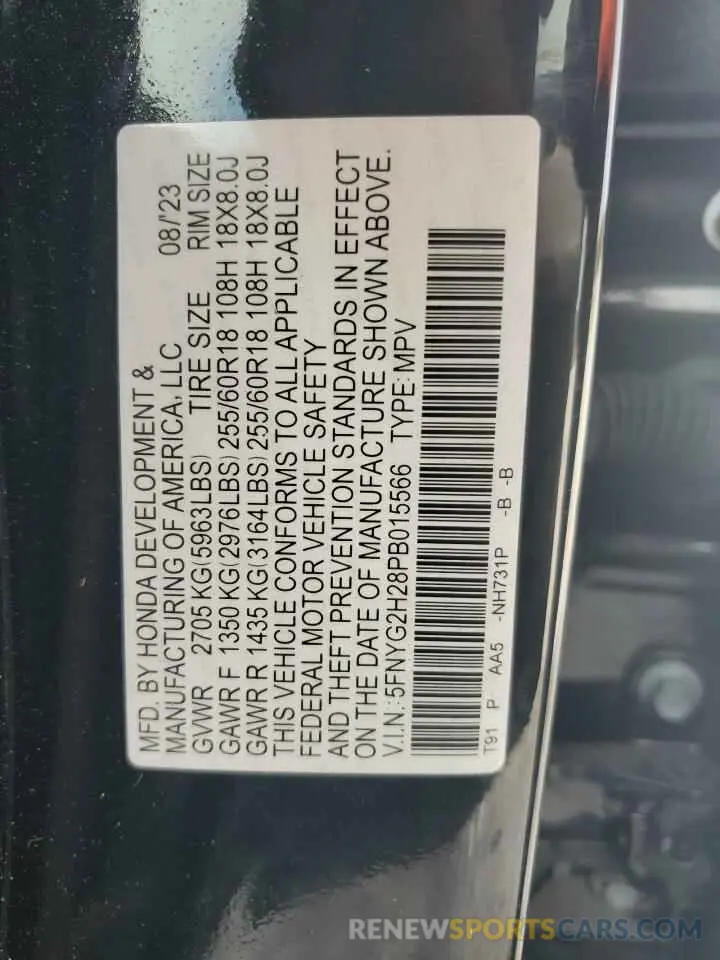 MFD. BY HONDA DEVELOPMENT &
MANUFACTURING OF AMERICA, LLC 08/'23
GVWR 2705 KG(5963LBS) TIRE SIZE RIM SIZE
GAWR F 1350 KG(2976LBS) 255/60R18 108H 18X8.0J
GAWR R 1435 KG(3164LBS) 255/60R18 108H 18X8.0J
THIS VEHICLE CONFORMS TO ALL APPLICABLE
FEDERAL MOTOR VEHICLE SAFETY
AND THEFT PREVENTION STANDARDS IN EFFECT
ON THE DATE OF MANUFACTURE SHOWN ABOVE.
V.I.N.: 5FNYG2H28PB015566 TYPE: MPV
T91 P AA5 -NH731P -B -B
RENEWSPORTSCARS.COM